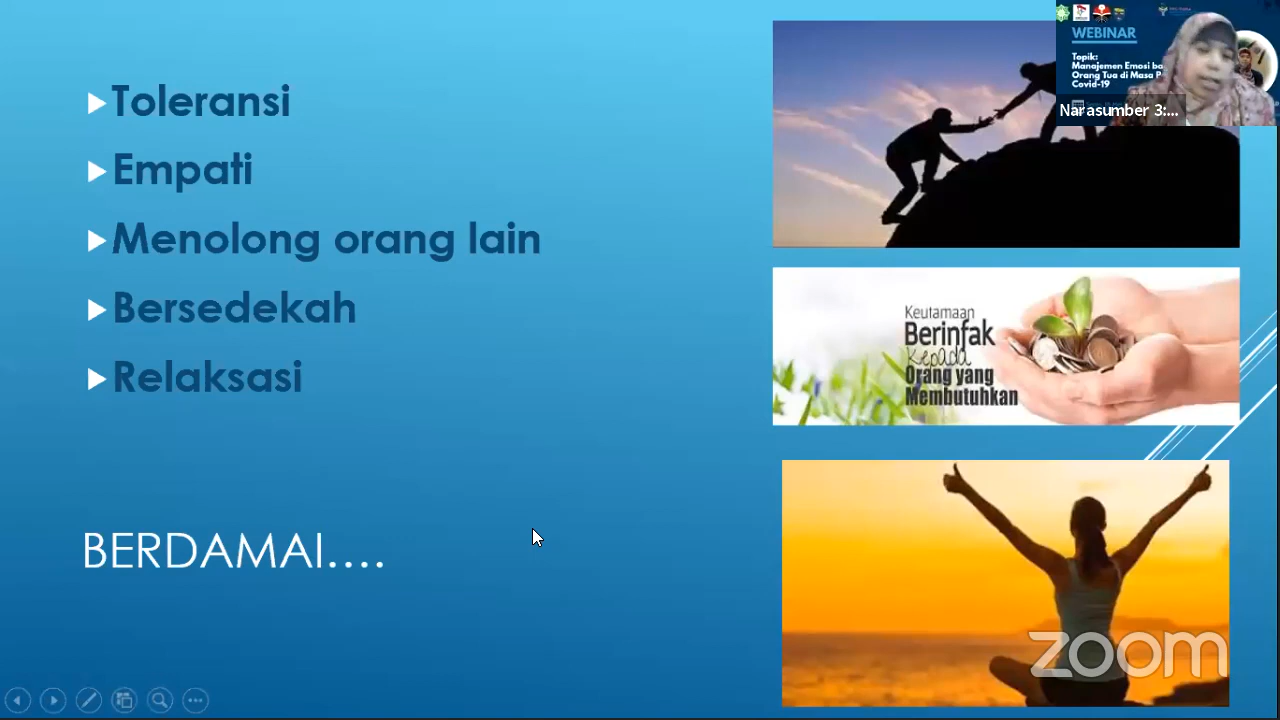 Toleransi
Empati
Menolong orang lain
Bersedekah
Relaksasi
BERDAMAI....
WEBINAR
Topik:
Manajemen Emosi
Orang Tua di Masa
Covid-19
Narasumber 3:...
Keutamaan
Berinfak
Kepada
Orang yang
Membutuhkan
zoom